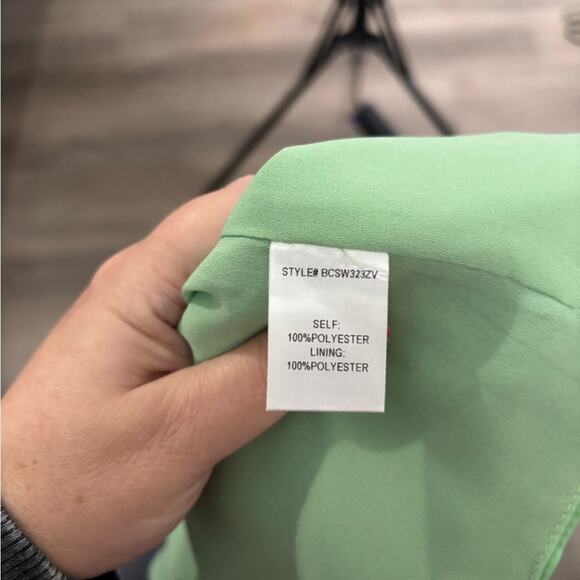 STYLE# BCSW323ZV
SELF:
100%POLYESTER
LINING:
100%POLYESTER